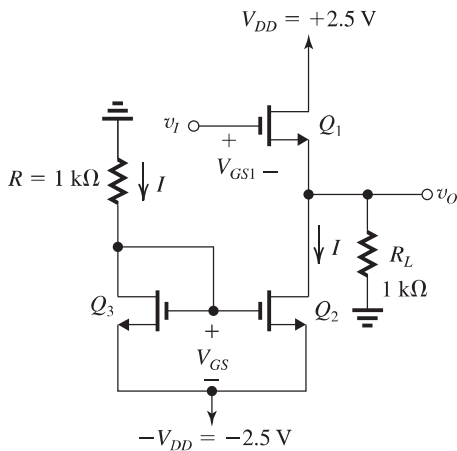 V_DD = +2.5 V
v_I
+
V_GS1 −
Q_1
R = 1 kΩ
I
v_O
I
R_L
1 kΩ
Q_3
Q_2
+
V_GS
−
−V_DD = −2.5 V